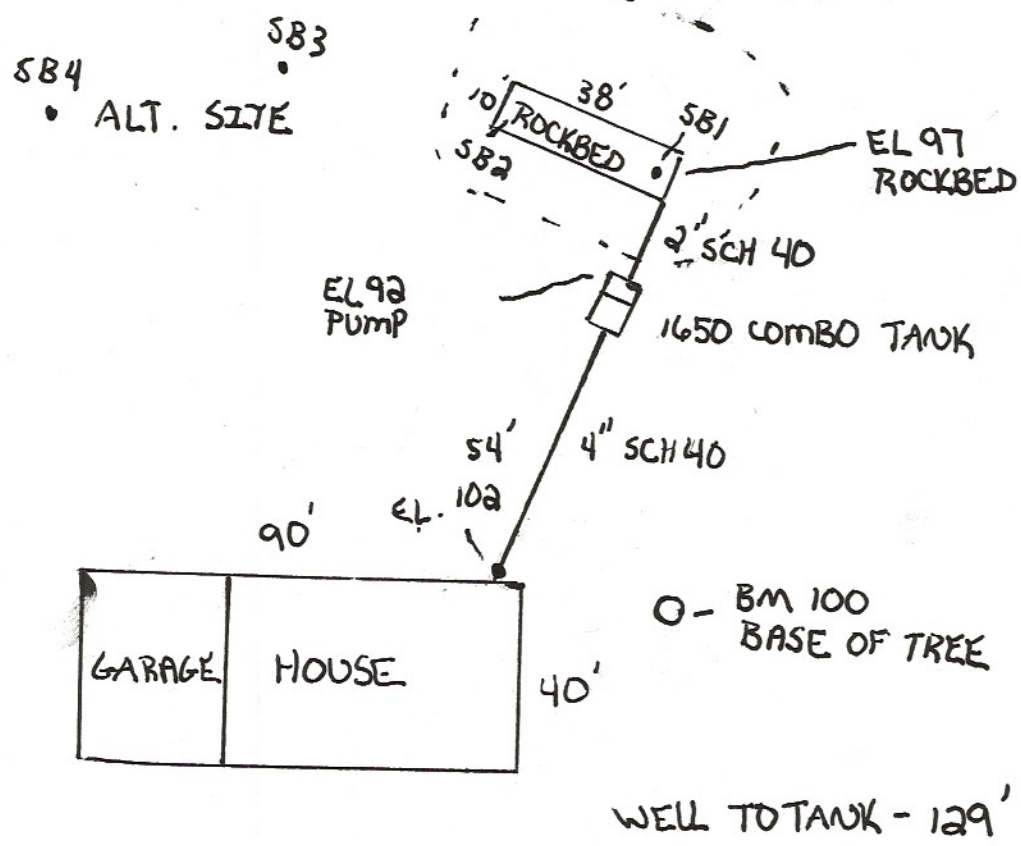 SB3
SB4
ALT. SITE
38'
10'
ROCKBED
SB1
SB2
EL 97
ROCKBED
2" SCH 40
EL 92
PUMP
1650 COMBO TANK
54'
4" SCH 40
EL. 102
90'
BM 100
BASE OF TREE
GARAGE
HOUSE
40'
WELL TO TANK - 129'